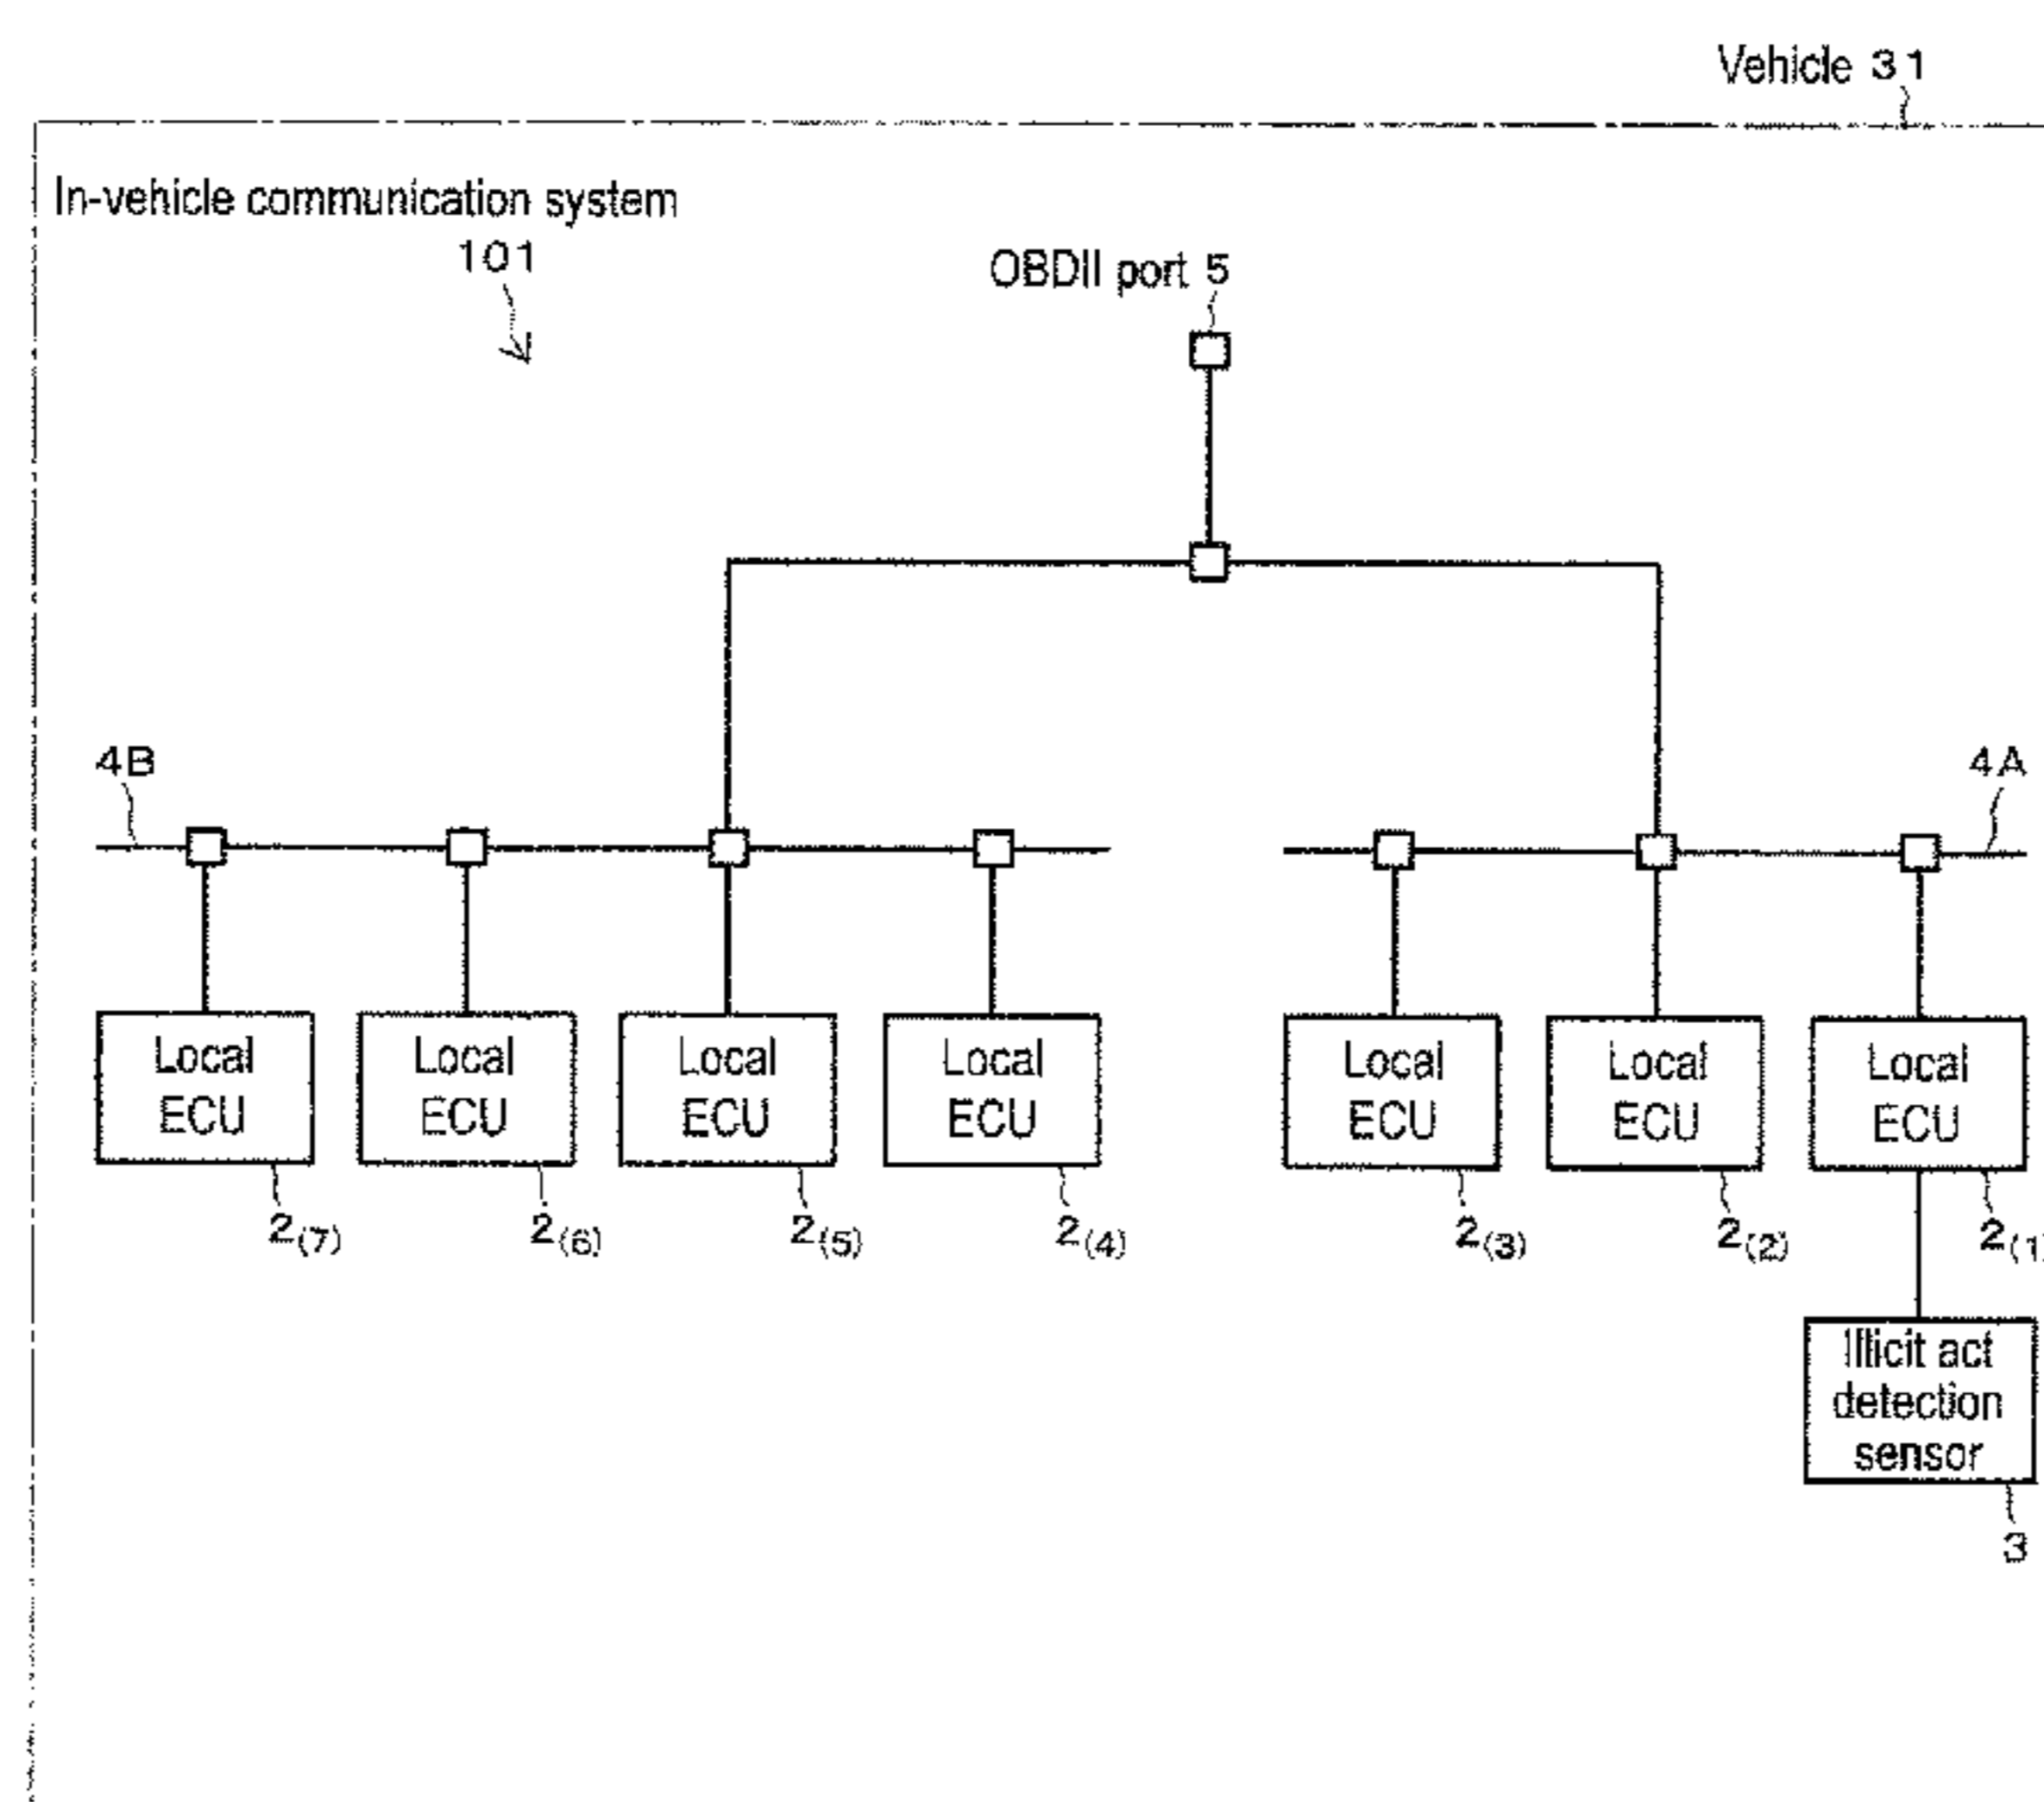 Vehicle 31
In-vehicle communication system
101
OBDII port 5
4B
4A
Local
ECU
Local
ECU
Local
ECU
Local
ECU
Local
ECU
Local
ECU
Local
ECU
2(7)
2(6)
2(5)
2(4)
2(3)
2(2)
2(1
Illicit act
detection
sensor
3